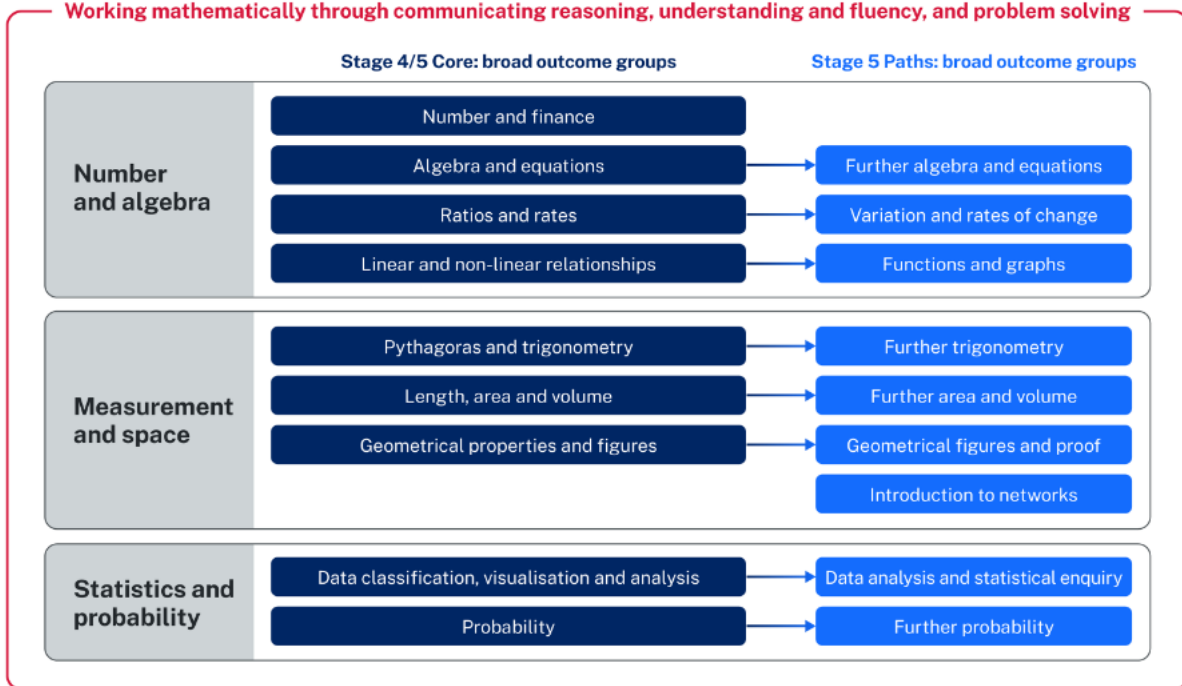 Working mathematically through communicating reasoning, understanding and fluency, and problem solving
Stage 4/5 Core: broad outcome groups
Stage 5 Paths: broad outcome groups
Number
and algebra
Number and finance
Algebra and equations
Further algebra and equations
Ratios and rates
Variation and rates of change
Linear and non-linear relationships
Functions and graphs
Measurement
and space
Pythagoras and trigonometry
Further trigonometry
Length, area and volume
Further area and volume
Geometrical properties and figures
Geometrical figures and proof
Introduction to networks
Statistics and
probability
Data classification, visualisation and analysis
Data analysis and statistical enquiry
Probability
Further probability